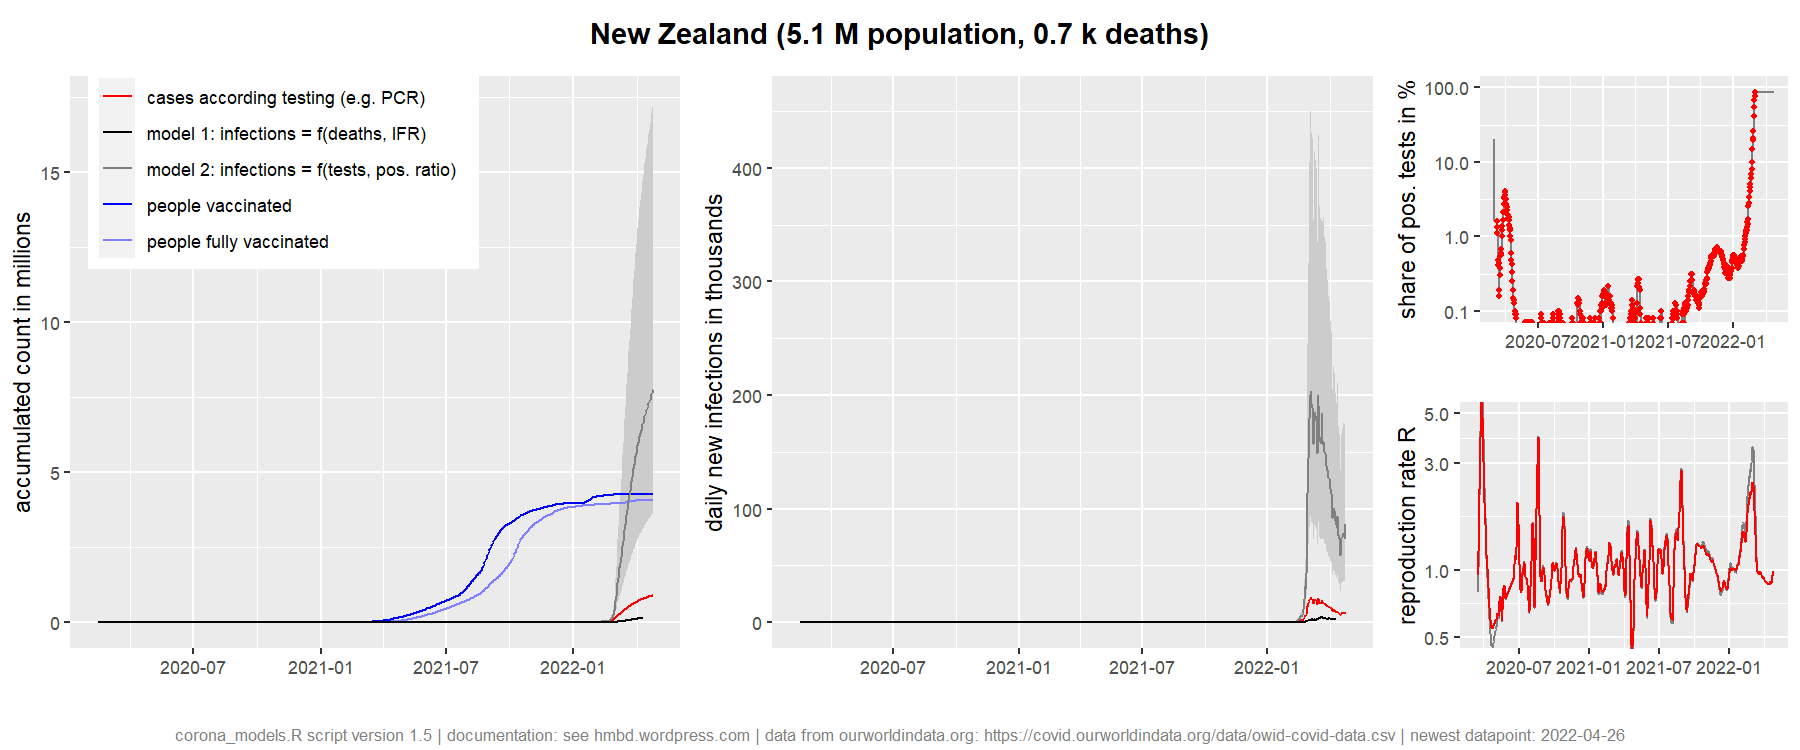 New Zealand (5.1 M population, 0.7 k deaths)
accumulated count in millions
15
10
5
0
cases according testing (e.g. PCR)
model 1: infections = f(deaths, IFR)
model 2: infections = f(tests, pos. ratio)
people vaccinated
people fully vaccinated
2020-07 2021-01 2021-07 2022-01
daily new infections in thousands
400
300
200
100
0
2020-07 2021-01 2021-07 2022-01
share of pos. tests in %
100.0
10.0
1.0
0.1
2020-07 2021-01 2021-07 2022-01
reproduction rate R
5.0
3.0
1.0
0.5
2020-07 2021-01 2021-07 2022-01
corona_models.R script version 1.5 | documentation: see hmbd.wordpress.com | data from ourworldindata.org: https://covid.ourworldindata.org/data/owid-covid-data.csv | newest datapoint: 2022-04-26